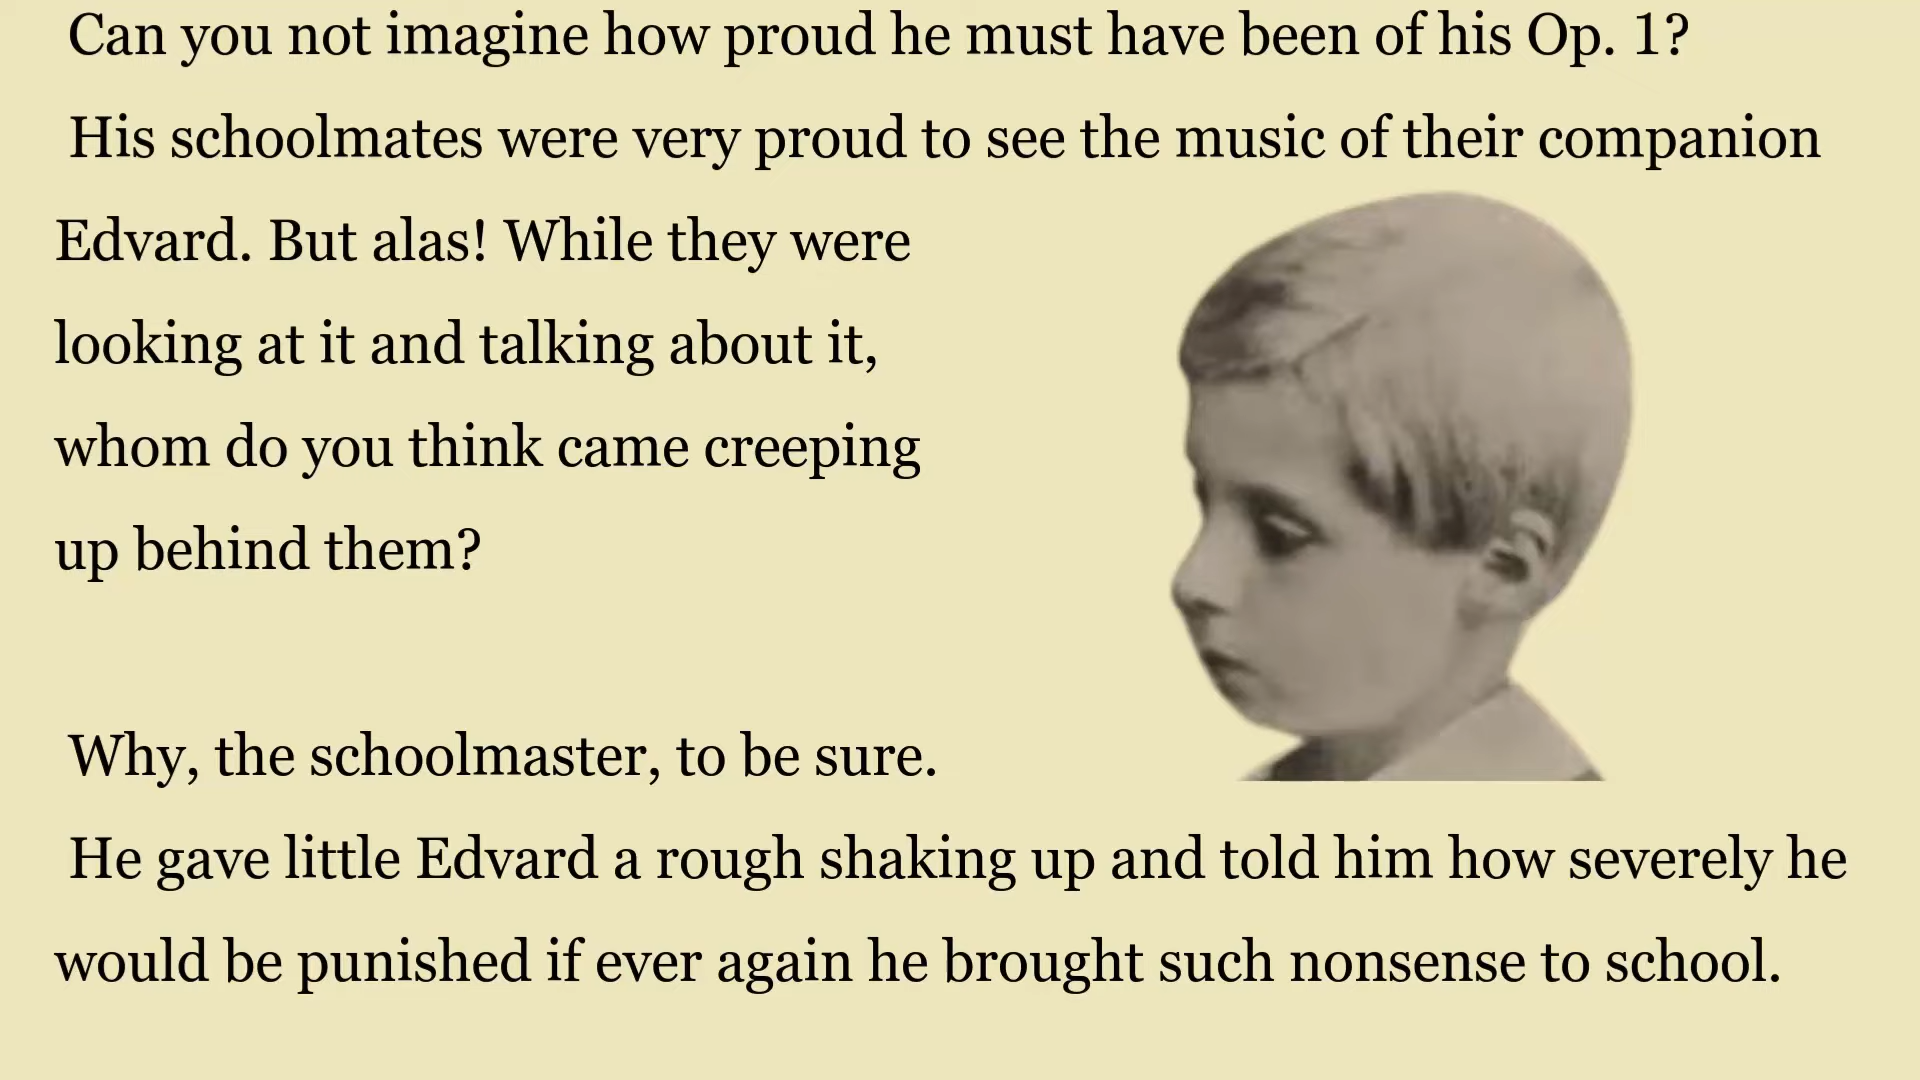 Can you not imagine how proud he must have been of his Op. 1?
His schoolmates were very proud to see the music of their companion
Edvard. But alas! While they were
looking at it and talking about it,
whom do you think came creeping
up behind them?
Why, the schoolmaster, to be sure.
He gave little Edvard a rough shaking up and told him how severely he
would be punished if ever again he brought such nonsense to school.